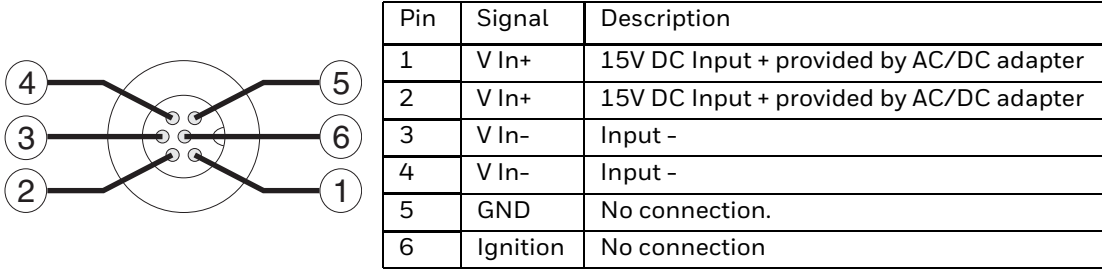 4
5
3
6
2
1
Pin Signal Description
1 V In+ 15V DC Input + provided by AC/DC adapter
2 V In+ 15V DC Input + provided by AC/DC adapter
3 V In- Input -
4 V In- Input -
5 GND No connection.
6 Ignition No connection